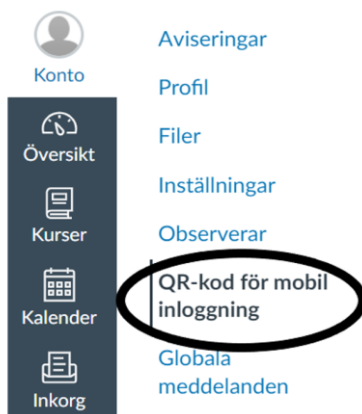 Konto
Översikt
Kurser
Kalender
Inkorg
Aviseringar
Profil
Filer
Inställningar
Observerar
QR-kod för mobil
inloggning
Globala
meddelanden